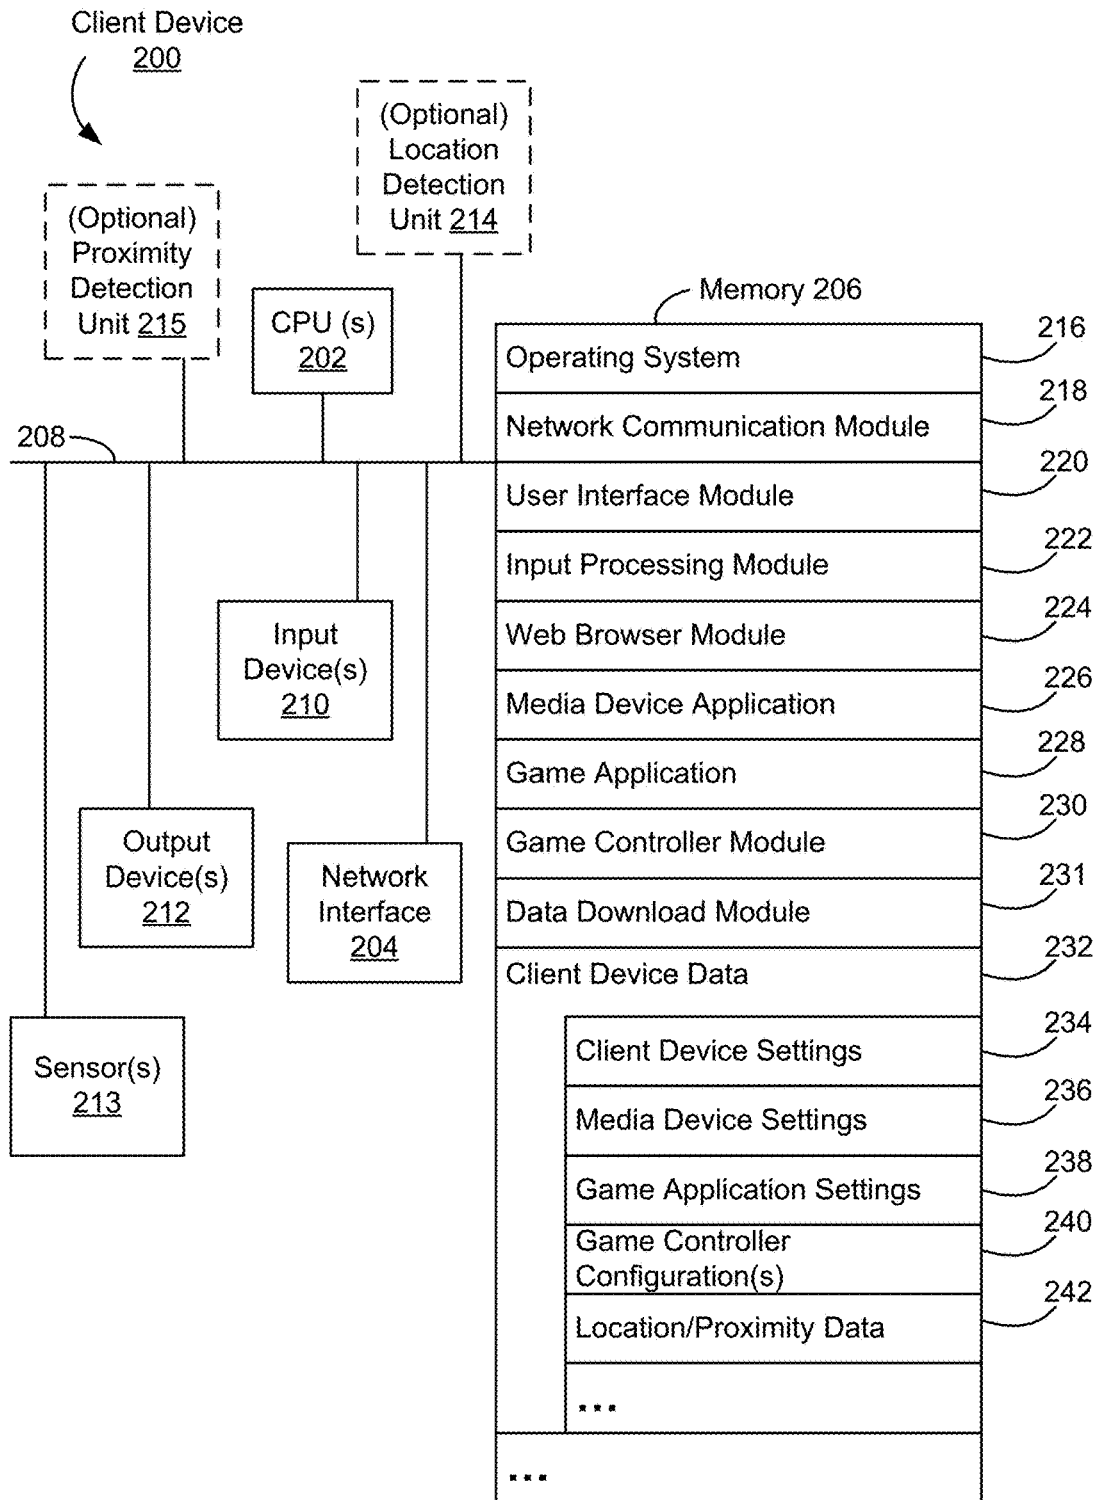 Client Device
200
(Optional)
Location
Detection
Unit 214
(Optional)
Proximity
Detection
Unit 215
CPU (s)
202
208
Input
Device(s)
210
Output
Device(s)
212
Network
Interface
204
Sensor(s)
213
Memory 206
Operating System
216
Network Communication Module
218
User Interface Module
220
Input Processing Module
222
Web Browser Module
224
Media Device Application
226
Game Application
228
Game Controller Module
230
Data Download Module
231
Client Device Data
232
Client Device Settings
234
Media Device Settings
236
Game Application Settings
238
Game Controller
Configuration(s)
240
Location/Proximity Data
242
...
...